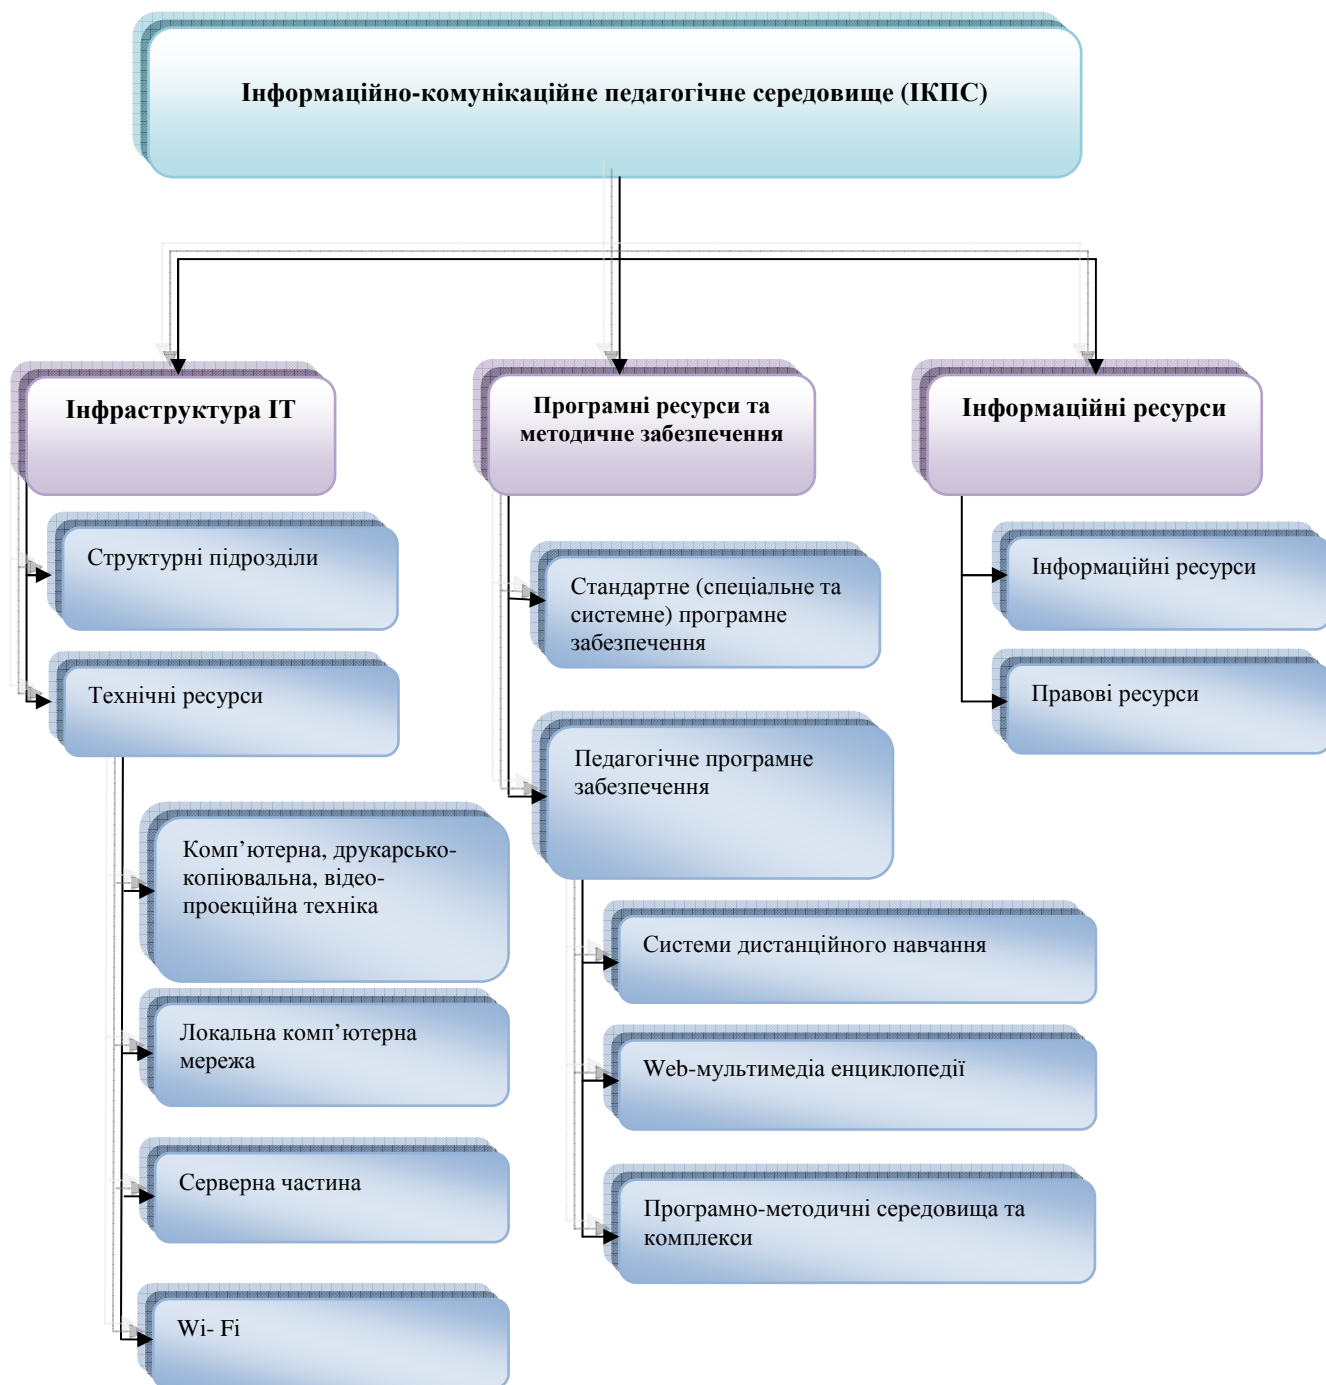 Інформаційно-комунікаційне педагогічне середовище (ІКПС)
Інфраструктура ІТ
Структурні підрозділи
Технічні ресурси
Комп’ютерна, друкарсько-
копіювальна, відео-
проекційна техніка
Локальна комп’ютерна
мережа
Серверна частина
Wi- Fi
Програмні ресурси та
методичне забезпечення
Стандартне (спеціальне та
системне) програмне
забезпечення
Педагогічне програмне
забезпечення
Системи дистанційного навчання
Web-мультимедіа енциклопедії
Програмно-методичні середовища та
комплекси
Інформаційні ресурси
Інформаційні ресурси
Правові ресурси